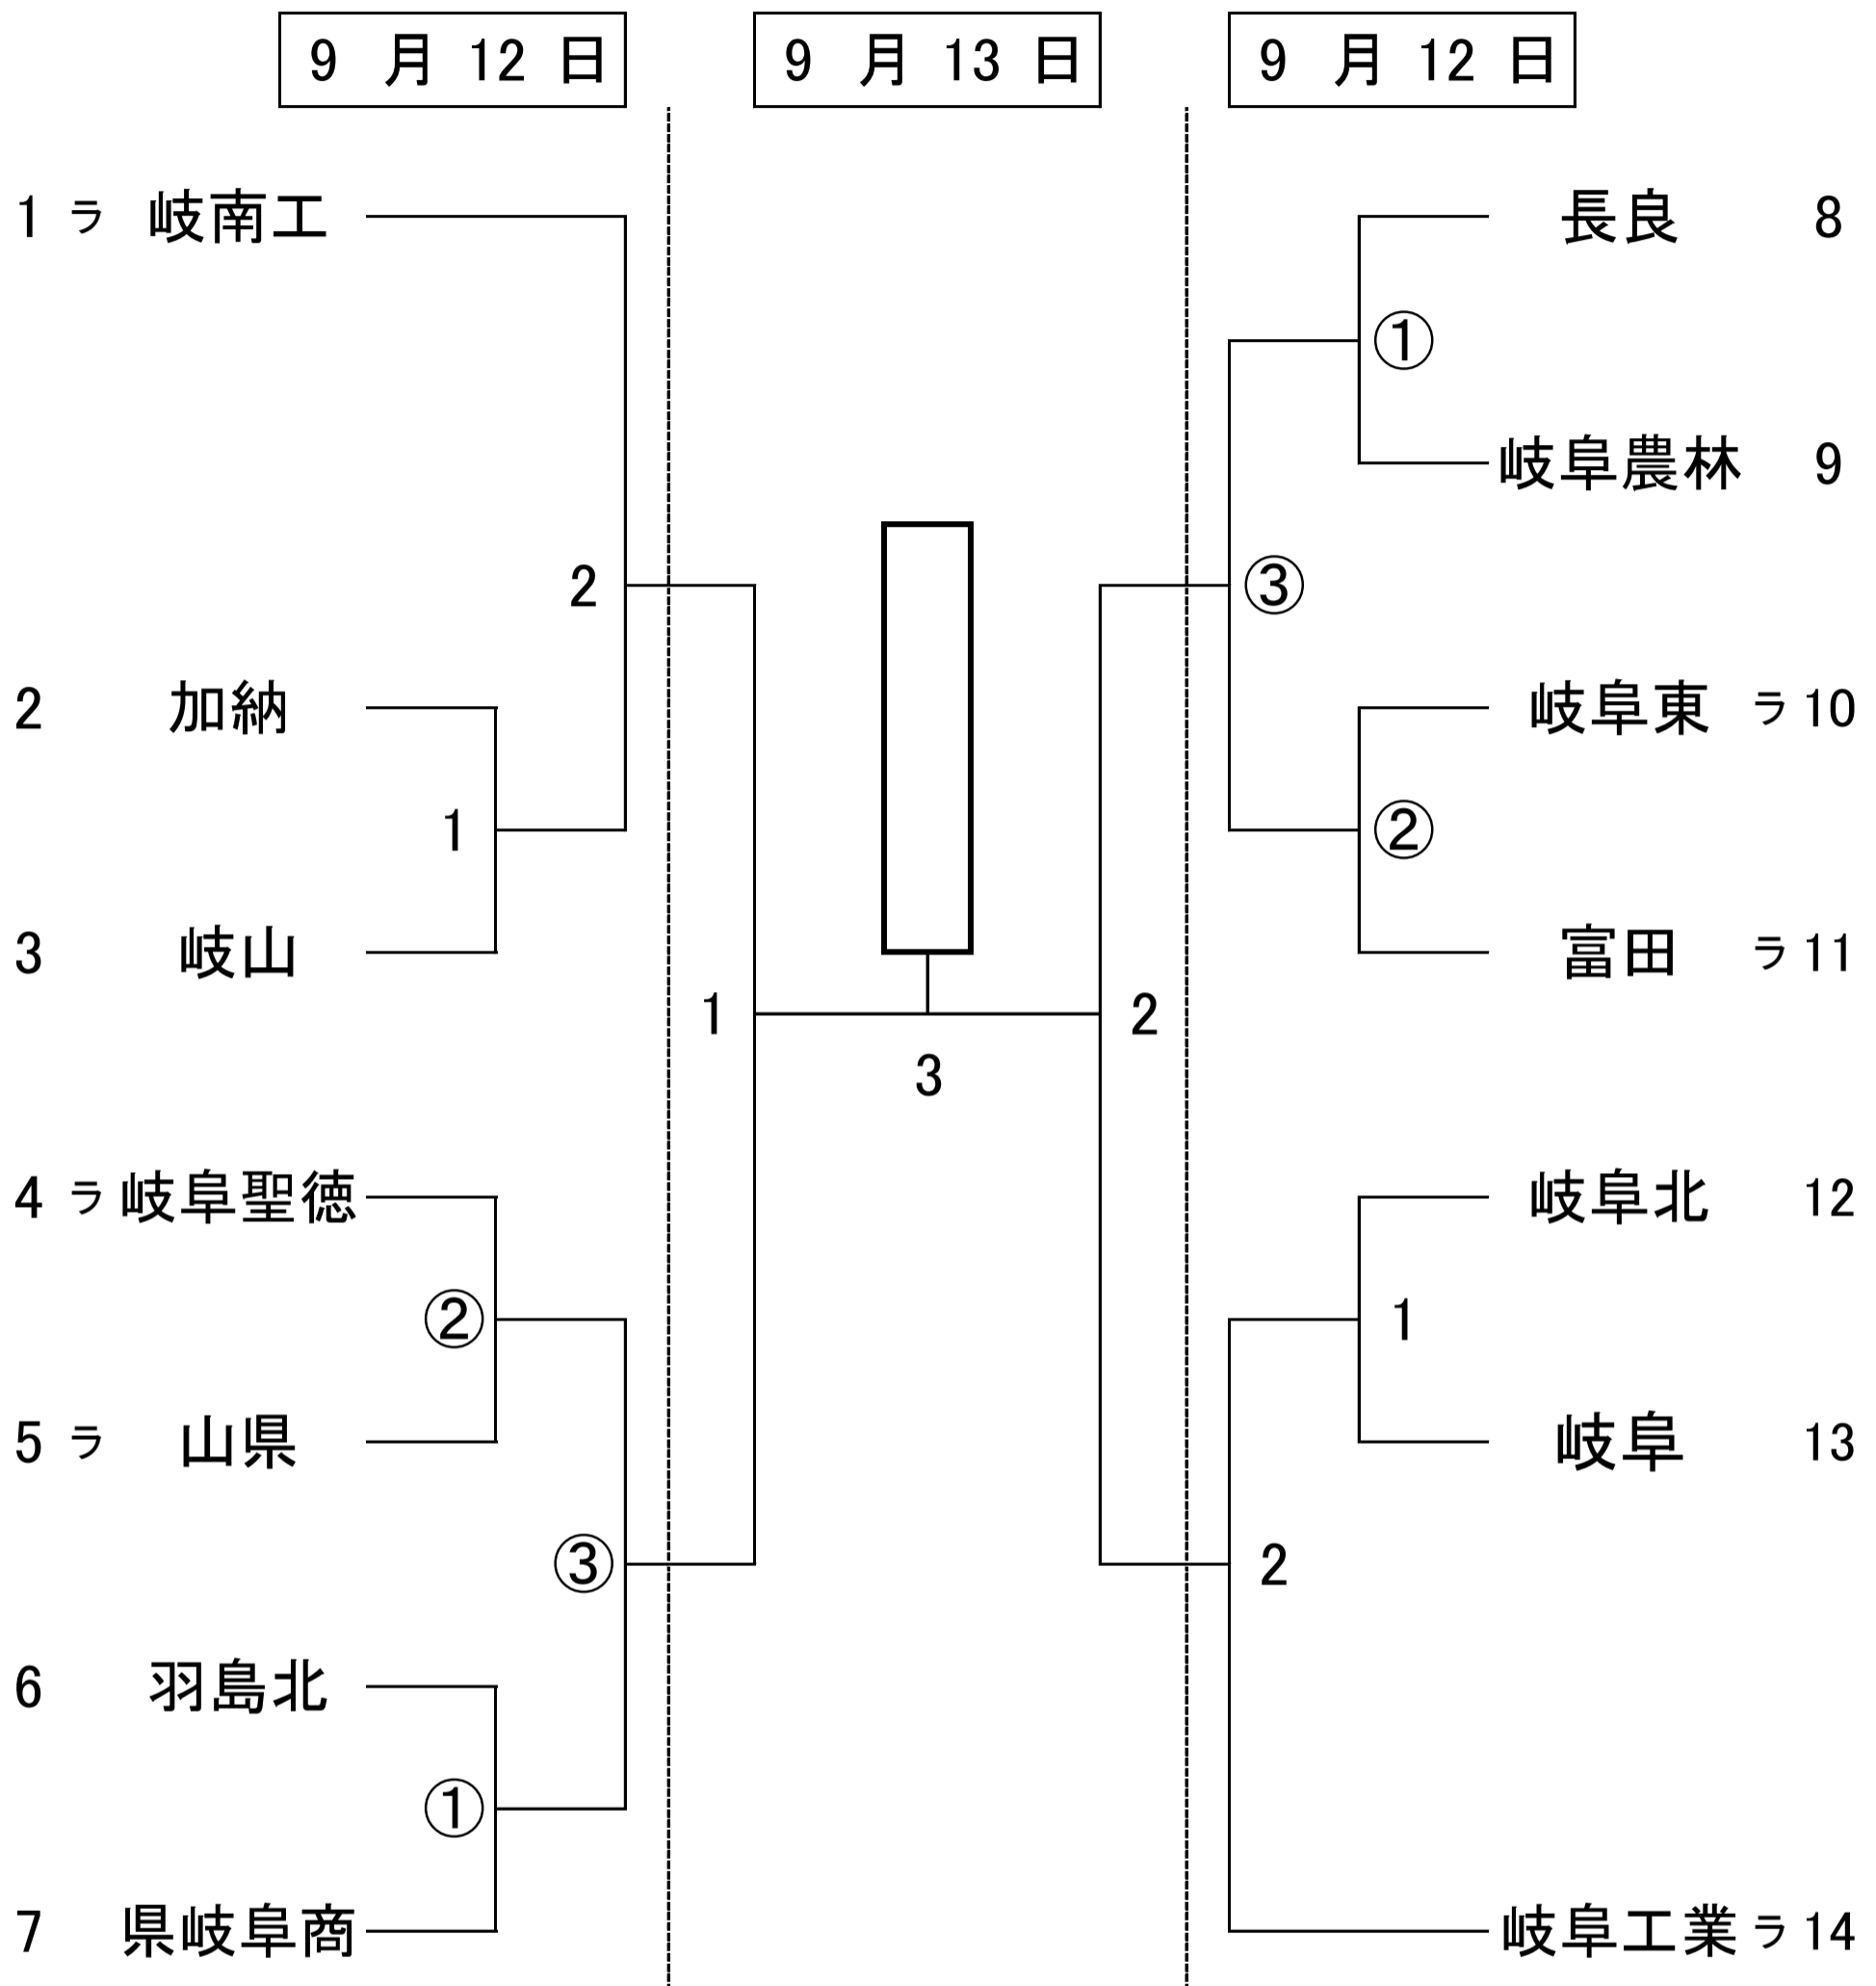 9 月 12 日 9 月 13 日 9 月 12 日
1 ラ 岐南工 長良 8
①
岐阜農林 9
2 ③
2 加納 岐阜東 ラ 10
1 ②
3 岐山 冨田 ラ 11
1 2
3
4 ラ 岐阜聖徳 岐阜北 12
② 1
5 ラ 山県 岐阜 13
③ 2
6 羽島北
①
7 県岐阜商 岐阜工業 ラ 14